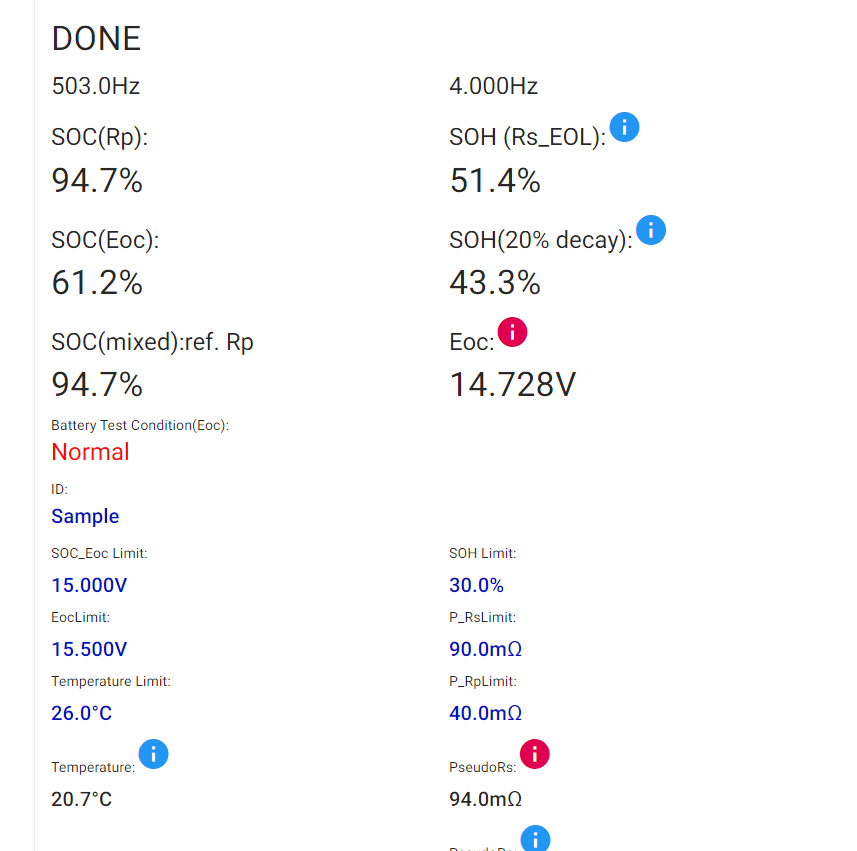 DONE
503.0Hz
4.000Hz
SOC(Rp):
SOH (Rs_EOL):
94.7%
51.4%
SOC(Eoc):
SOH(20% decay):
61.2%
43.3%
SOC(mixed):ref. Rp
Eoc:
94.7%
14.728V
Battery Test Condition(Eoc):
Normal
ID:
Sample
SOC_Eoc Limit:
SOH Limit:
15.000V
30.0%
EocLimit:
P_RsLimit:
15.500V
90.0mΩ
Temperature Limit:
P_RpLimit:
26.0°C
40.0mΩ
Temperature:
PseudoRs:
20.7°C
94.0mΩ